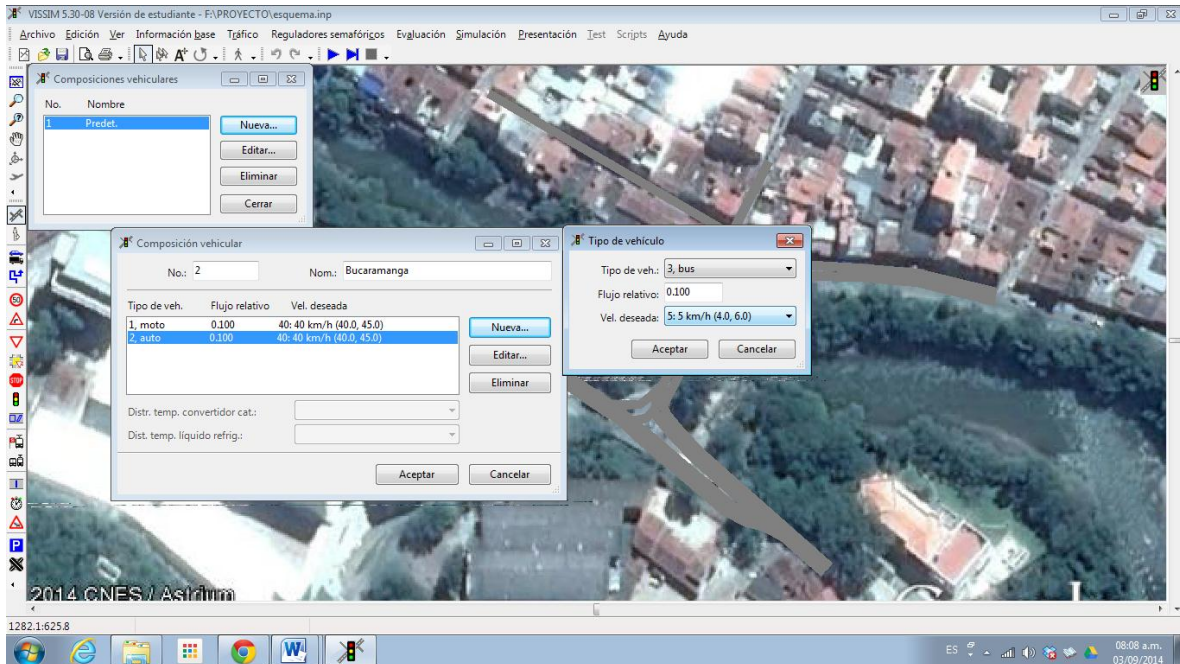 VISSIM 5.30-08 Versión de estudiante - F:\PROYECTO\esquema.inp
Archivo Edición Ver Información base Tráfico Reguladores semafóricos Evaluación Simulación Presentación Test Scripts Ayuda
Composiciones vehiculares
No. Nombre
1 Predet.
Nueva...
Editar...
Eliminar
Cerrar
Composición vehicular
No.: 2 Nom.: Bucaramanga
Tipo de veh. Flujo relativo Vel. deseada
1, moto 0.100 40: 40 km/h (40.0, 45.0)
2, auto 0.100 40: 40 km/h (40.0, 45.0)
Nueva...
Editar...
Eliminar
Distr. temp. convertidor cat.:
Dist. temp. líquido refrig.:
Aceptar Cancelar
Tipo de vehículo
Tipo de veh.: 3, bus
Flujo relativo: 0.100
Vel. deseada: 5: 5 km/h (4.0, 6.0)
Aceptar Cancelar
50
STOP
P
2014 CNES / Astrium
1282.1:625.8
ES 08:08 a.m.
03/09/2014